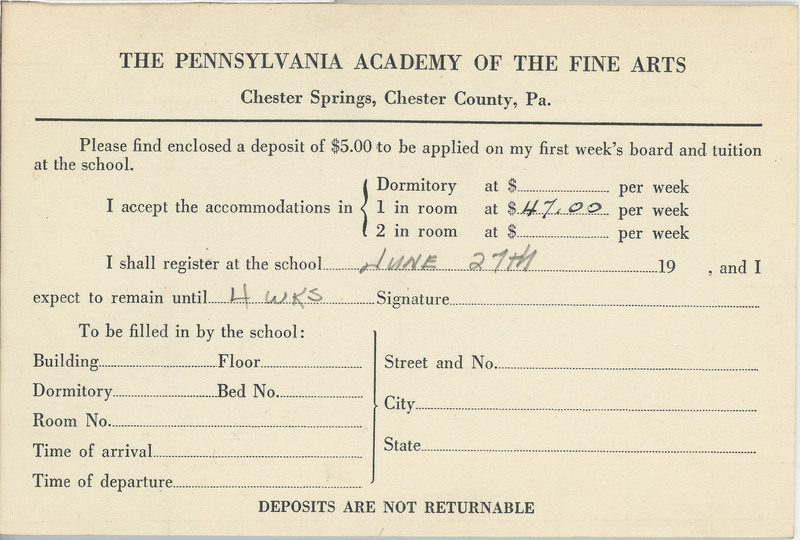 THE PENNSYLVANIA ACADEMY OF THE FINE ARTS
Chester Springs, Chester County, Pa.
Please find enclosed a deposit of $5.00 to be applied on my first week's board and tuition
at the school.
I accept the accommodations in
Dormitory at $ per week
1 in room at $47.00 per week
2 in room at $ per week
I shall register at the school JUNE 27TH 19 , and I
expect to remain until 4 WKS Signature
To be filled in by the school:
Building Floor
Dormitory Bed No.
Room No.
Time of arrival
Time of departure
Street and No.
City
State
DEPOSITS ARE NOT RETURNABLE